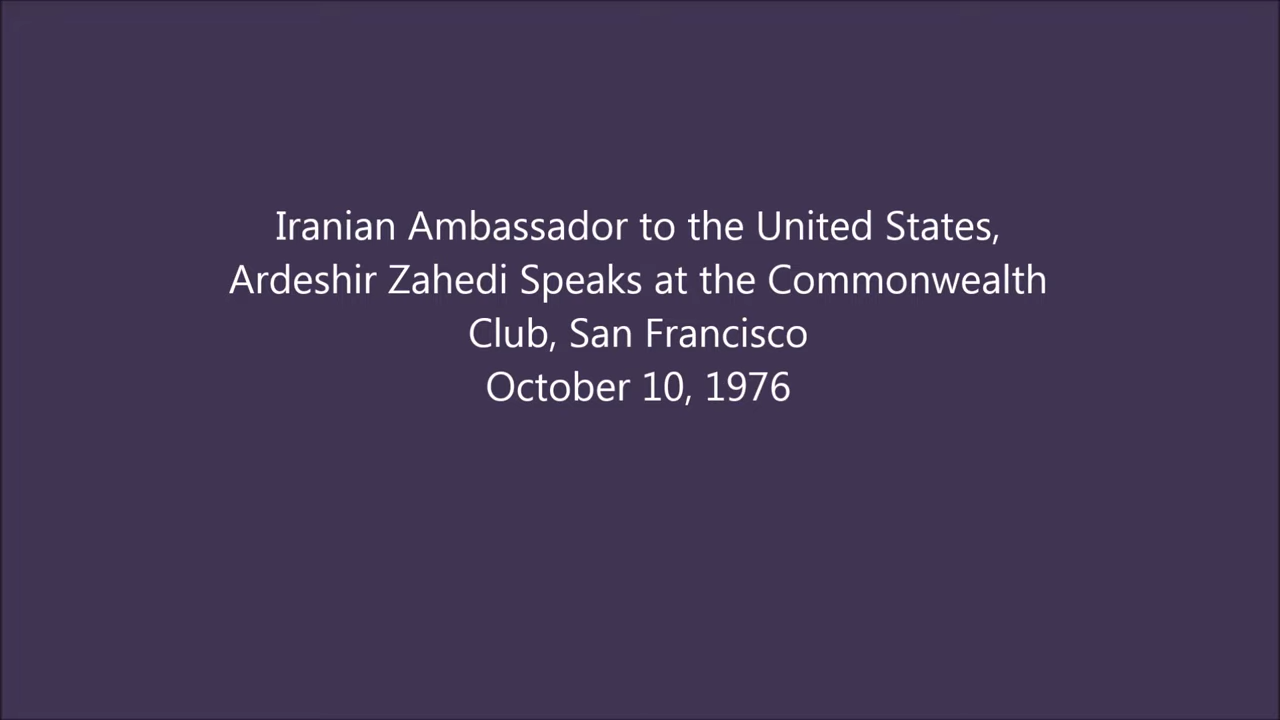 Iranian Ambassador to the United States,
Ardeshir Zahedi Speaks at the Commonwealth
Club, San Francisco
October 10, 1976